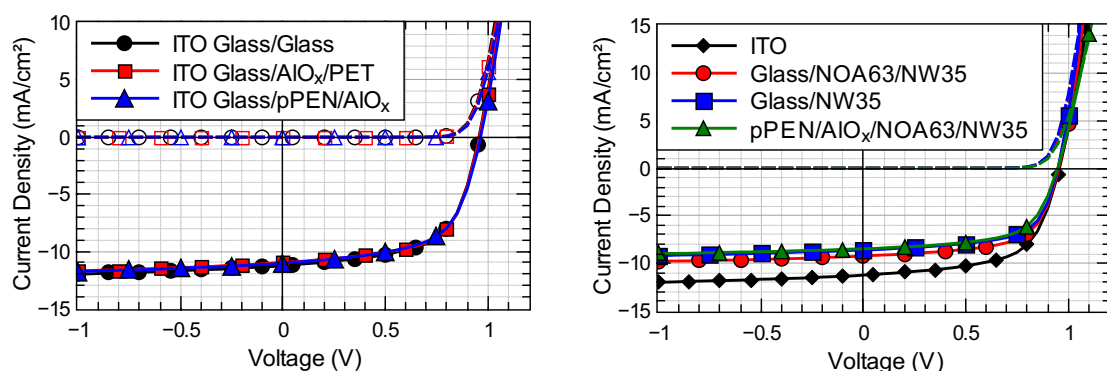 Current Density (mA/cm²)
10
5
0
−5
−10
−15
ITO Glass/Glass
ITO Glass/AlOₓ/PET
ITO Glass/pPEN/AlOₓ
−1
−0.5
0
0.5
1
Voltage (V)
Current Density (mA/cm²)
15
10
5
0
−5
−10
−15
ITO
Glass/NOA63/NW35
Glass/NW35
pPEN/AlOₓ/NOA63/NW35
−1
−0.5
0
0.5
1
Voltage (V)